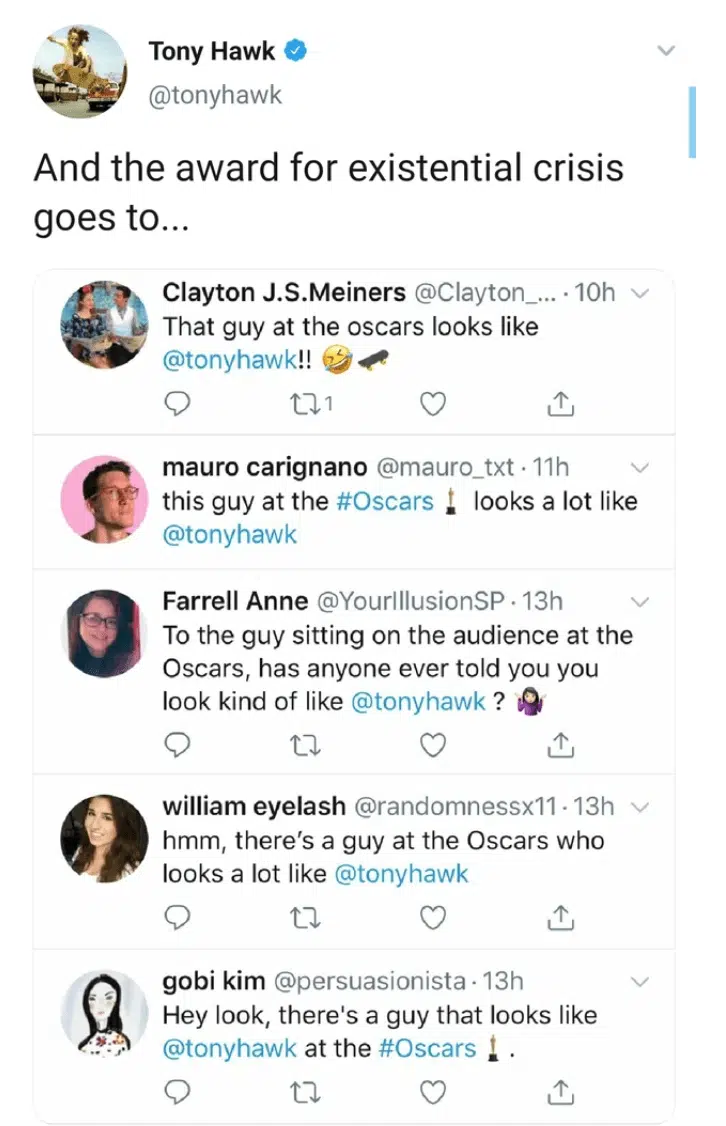 Tony Hawk
@tonyhawk
And the award for existential crisis
goes to...
Clayton J.S.Meiners @Clayton_... · 10h
That guy at the oscars looks like
@tonyhawk!! 🤣🛹
1
mauro carignano @mauro_txt · 11h
this guy at the #Oscars looks a lot like
@tonyhawk
Farrell Anne @YourIllusionSP · 13h
To the guy sitting on the audience at the
Oscars, has anyone ever told you you
look kind of like @tonyhawk ? 🤷🏻‍♀️
william eyelash @randomnessx11 · 13h
hmm, there's a guy at the Oscars who
looks a lot like @tonyhawk
gobi kim @persuasionista · 13h
Hey look, there's a guy that looks like
@tonyhawk at the #Oscars .